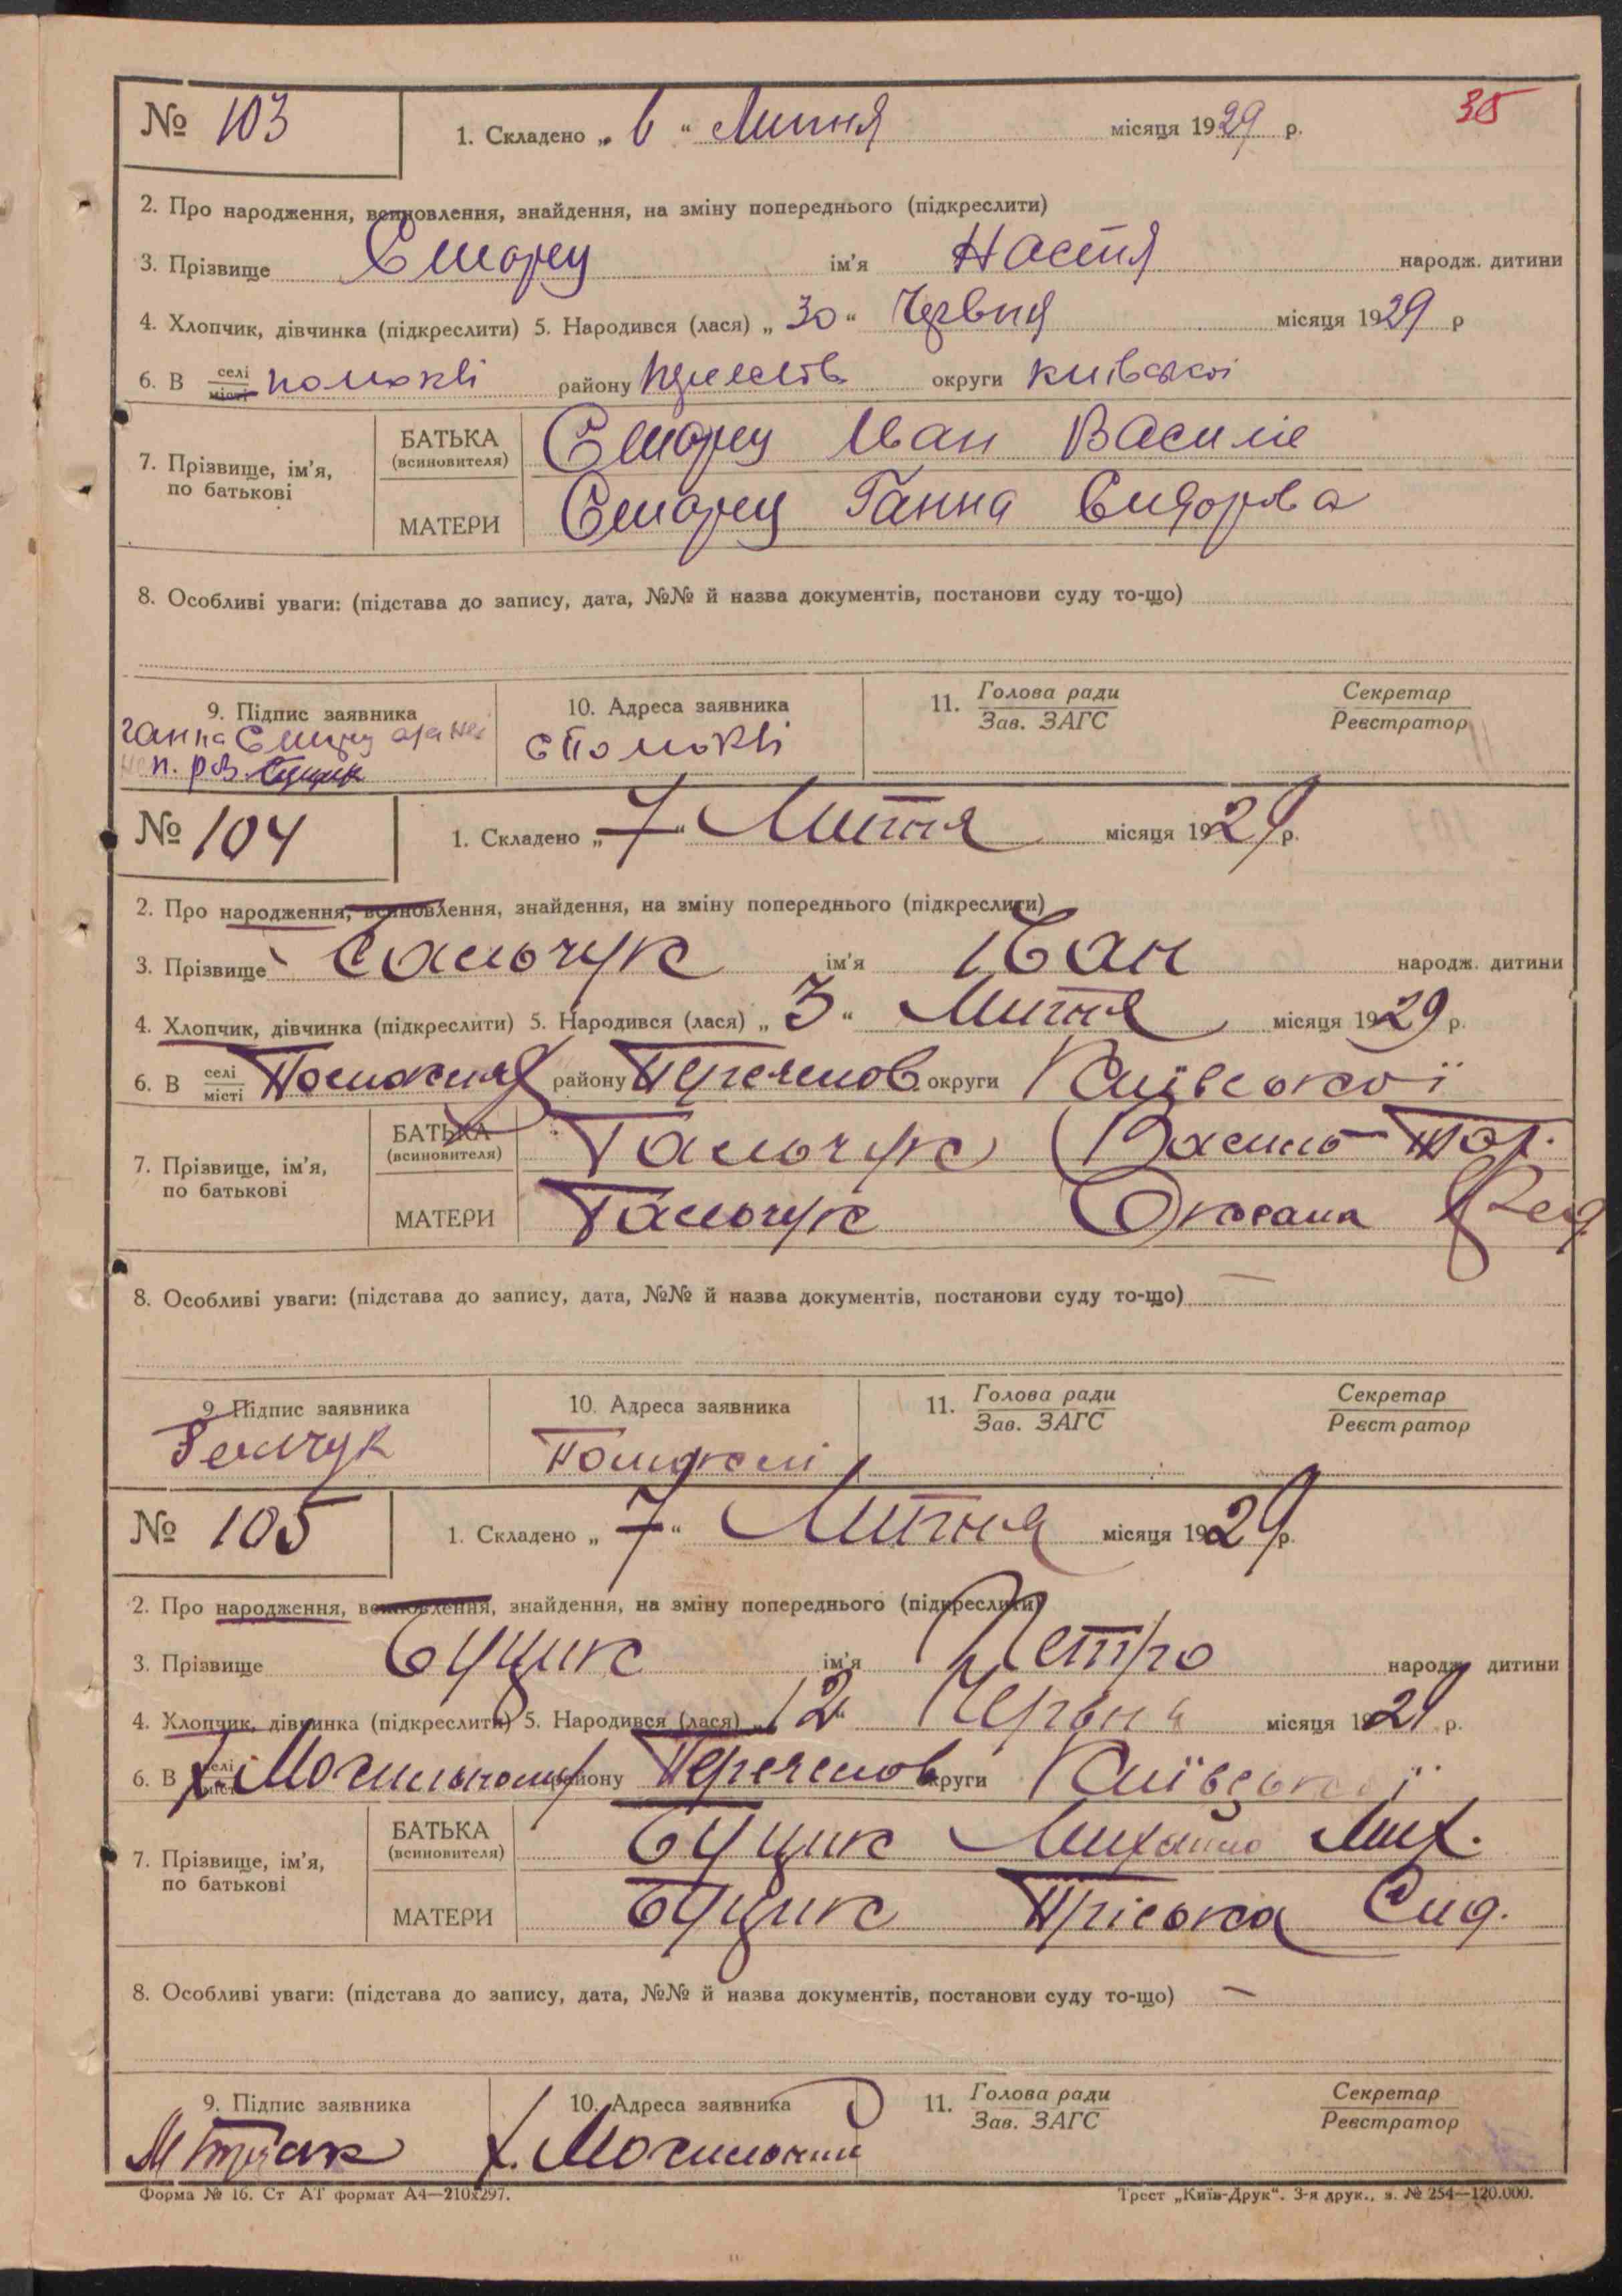 35
№ 103
1. Складено „ 6 “ Липня місяця 1929 р.
2. Про народження, всиновлення, знайдення, на зміну попереднього (підкреслити)
3. Прізвище ім'я Настя народж. дитини
4. Хлопчик, дівчинка (підкреслити) 5. Народився (лася) „ 30 “ Червня місяця 1929 р
6. В селі місті помоклі району округи київської
7. Прізвище, ім'я, по батькові
БАТЬКА (всиновителя) Іван Василів
МАТЕРИ Ганна Сидорова
8. Особливі уваги: (підстава до запису, дата, №№ й назва документів, постанови суду то-що)
9. Підпис заявника
10. Адреса заявника
11. Голова ради Зав. ЗАГС
Секретар Реєстратор
ганна
с Помоклі
№ 104
1. Складено „ 7 “ Липня місяця 1929 р.
2. Про народження, всиновлення, знайдення, на зміну попереднього (підкреслити)
3. Прізвище Гальчук ім'я Іван народж. дитини
4. Хлопчик, дівчинка (підкреслити) 5. Народився (лася) „ 3 “ Липня місяця 1929 р.
6. В селі місті району округи Київської
7. Прізвище, ім'я, по батькові
БАТЬКА (всиновителя) Гальчук Василь
МАТЕРИ Гальчук Оксана
8. Особливі уваги: (підстава до запису, дата, №№ й назва документів, постанови суду то-що) —
9. Підпис заявника
10. Адреса заявника
11. Голова ради Зав. ЗАГС
Секретар Реєстратор
Помоклі
№ 105
1. Складено „ 7 “ Липня місяця 1929 р.
2. Про народження, всиновлення, знайдення, на зміну попереднього (підкреслити)
3. Прізвище Буцик ім'я Петро народж. дитини
4. Хлопчик, дівчинка (підкреслити) 5. Народився (лася) „ 12 “ Червня місяця 1929 р.
6. В селі місті х. району округи Київської
7. Прізвище, ім'я, по батькові
БАТЬКА (всиновителя) Буцик Михайло Мих.
МАТЕРИ Буцик Пріська Сид.
8. Особливі уваги: (підстава до запису, дата, №№ й назва документів, постанови суду то-що) —
9. Підпис заявника
10. Адреса заявника
11. Голова ради Зав. ЗАГС
Секретар Реєстратор
Форма № 16. Ст АТ формат А4—210x297.
Трест „Київ-Друк“. 3-я друк., з. № 254—120.000.